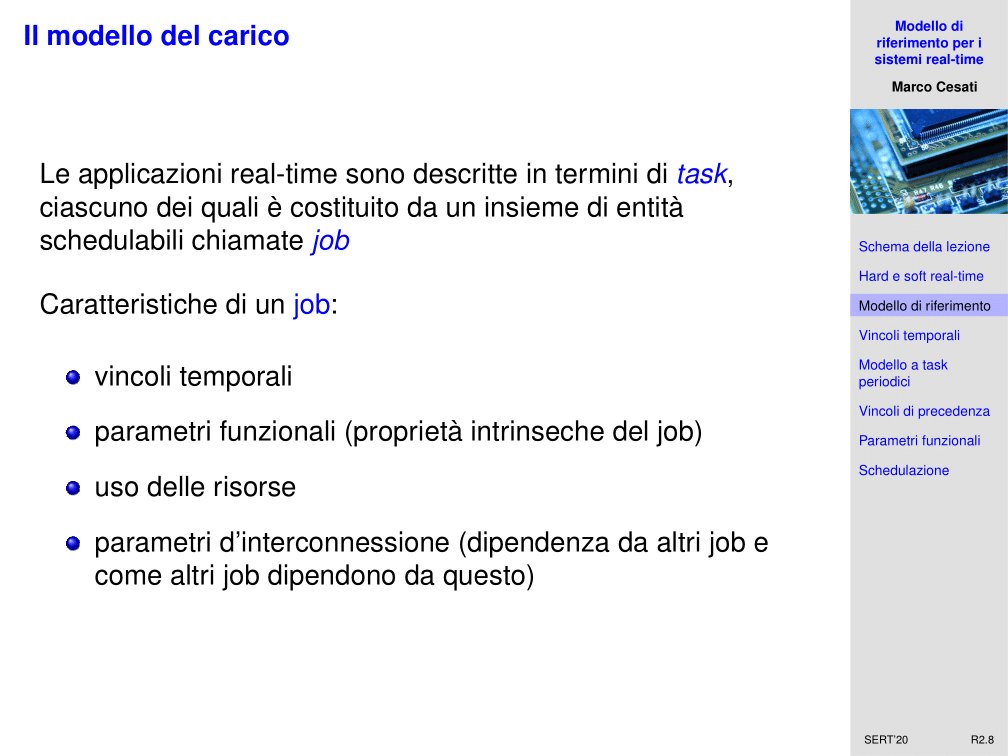 Il modello del carico
Le applicazioni real-time sono descritte in termini di task,
ciascuno dei quali è costituito da un insieme di entità
schedulabili chiamate job
Caratteristiche di un job:
vincoli temporali
parametri funzionali (proprietà intrinseche del job)
uso delle risorse
parametri d'interconnessione (dipendenza da altri job e
come altri job dipendono da questo)
Modello di
riferimento per i
sistemi real-time
Marco Cesati
R47 R46
Schema della lezione
Hard e soft real-time
Modello di riferimento
Vincoli temporali
Modello a task
periodici
Vincoli di precedenza
Parametri funzionali
Schedulazione
SERT'20
R2.8